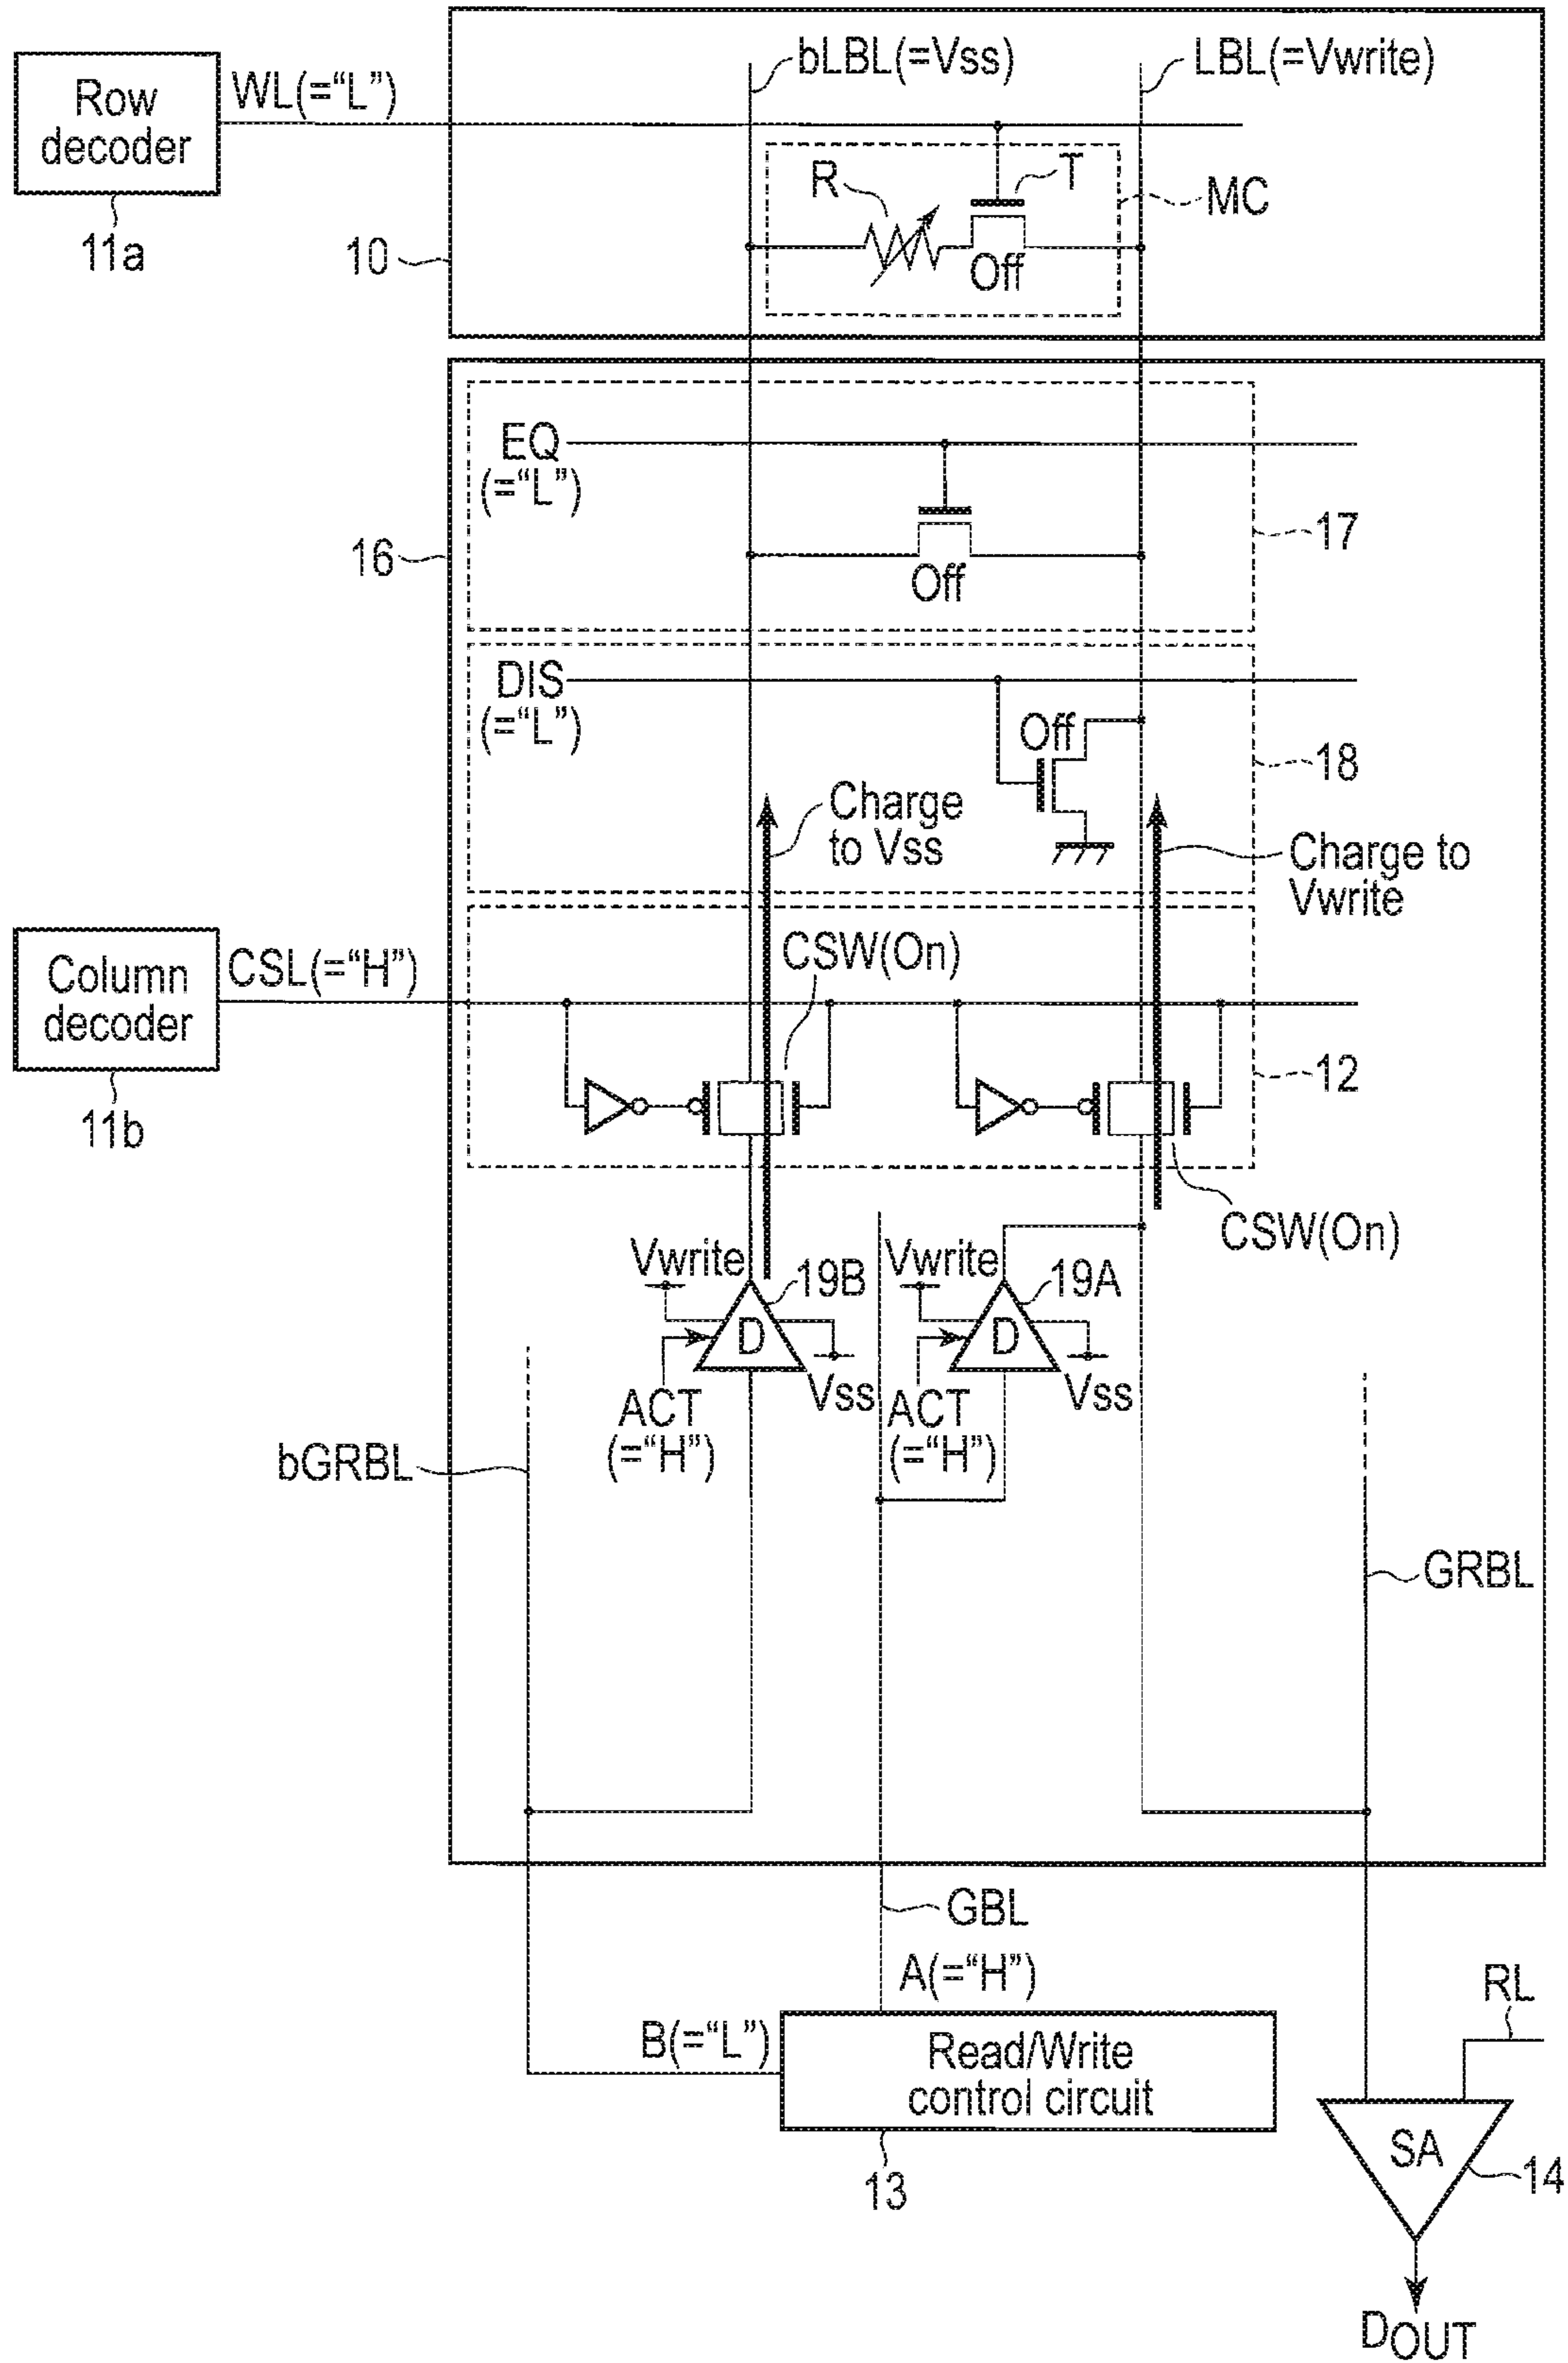 bLBL(=Vss)
LBL(=Vwrite)
Row
decoder
WL(=“L”)
11a
R
T
MC
Off
10
EQ
(=“L”)
Off
17
16
DIS
(=“L”)
Off
18
Charge
to Vss
Charge to
Vwrite
Column
decoder
CSL(=“H”)
CSW(On)
11b
12
CSW(On)
Vwrite
19B
Vwrite
19A
D
D
Vss
Vss
ACT
(=“H”)
ACT
(=“H”)
bGRBL
GRBL
GBL
A(=“H”)
B(=“L”)
RL
Read/Write
control circuit
13
SA
14
DOUT